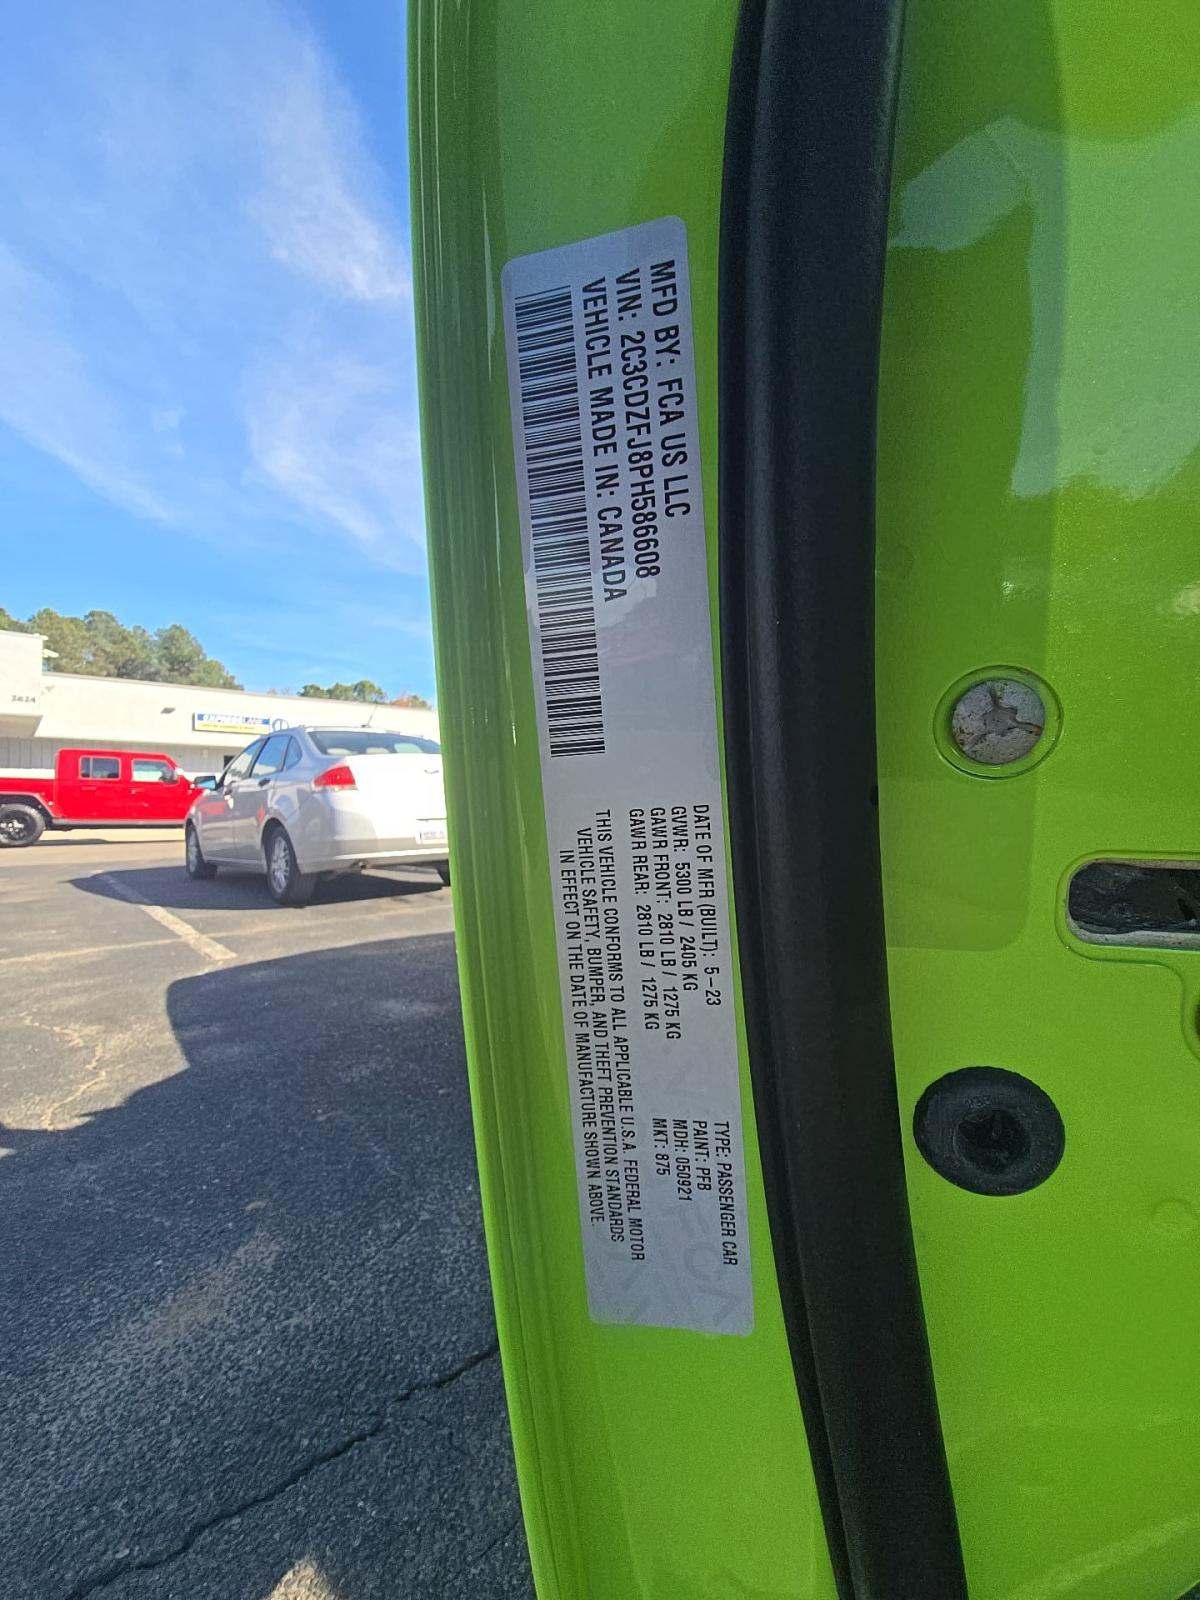 MFD BY: FCA US LLC
VIN: 2C3CDZFJ8PH586608
VEHICLE MADE IN: CANADA
DATE OF MFR (BUILT): 5-23
GVWR: 5300 LB / 2405 KG
GAWR FRONT: 2810 LB / 1275 KG
GAWR REAR: 2810 LB / 1275 KG
TYPE: PASSENGER CAR
PAINT: PFB
MDH: 050921
MKT: 875
THIS VEHICLE CONFORMS TO ALL APPLICABLE U.S.A. FEDERAL MOTOR
VEHICLE SAFETY, BUMPER, AND THEFT PREVENTION STANDARDS
IN EFFECT ON THE DATE OF MANUFACTURE SHOWN ABOVE.
2624
EXPRESS LANE